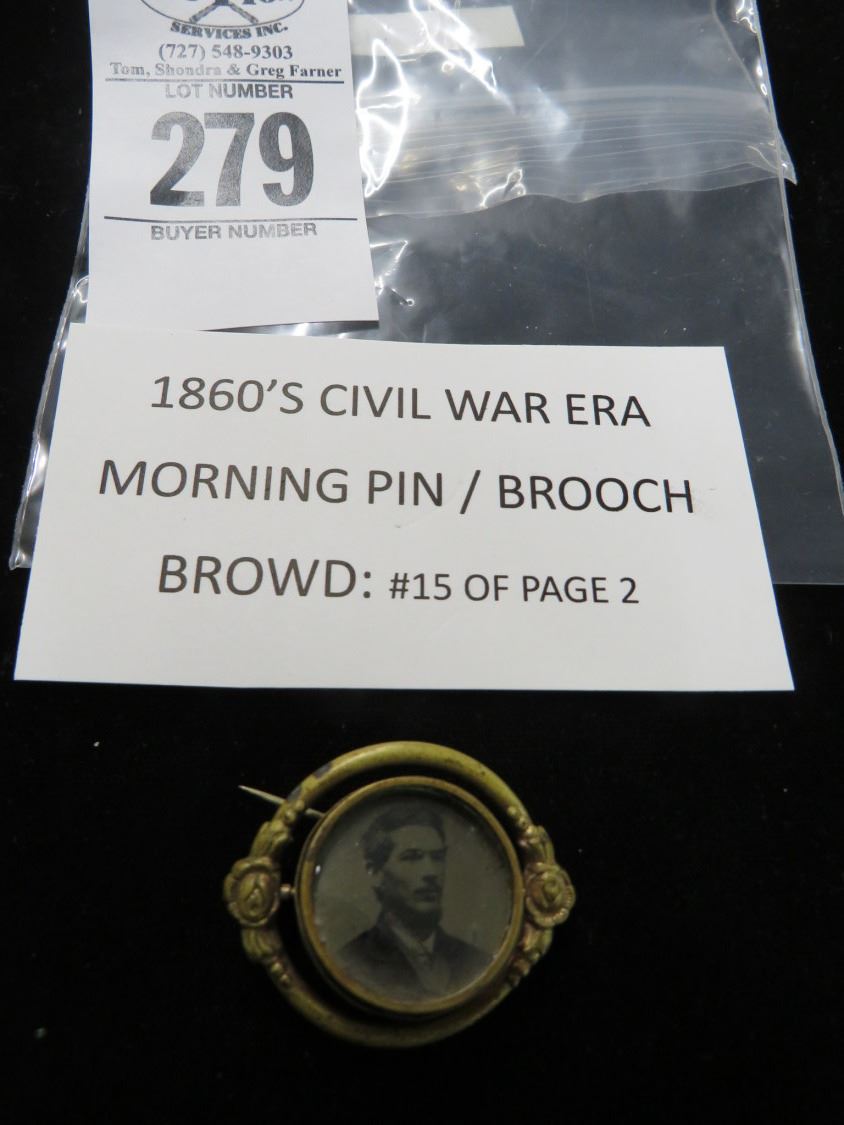 SERVICES INC.
(727) 548-9303
Tom, Shondra & Greg Farner
LOT NUMBER
279
BUYER NUMBER
1860'S CIVIL WAR ERA
MORNING PIN / BROOCH
BROWD: #15 OF PAGE 2